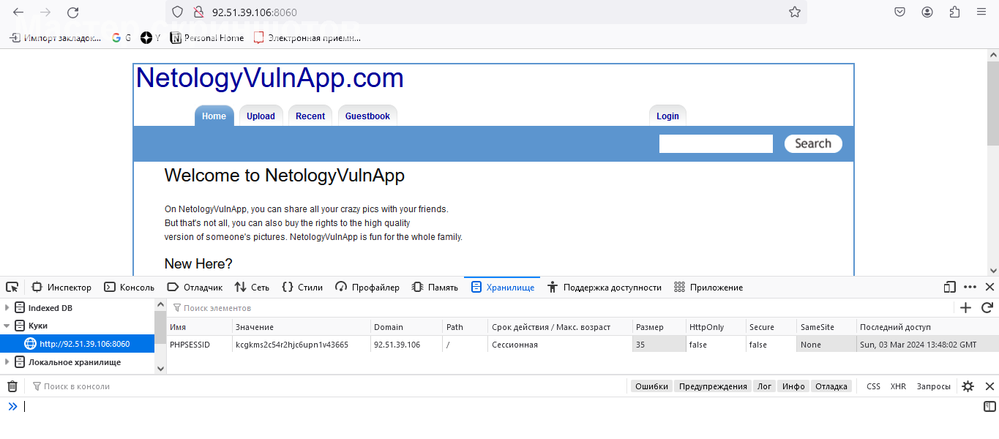 92.51.39.106:8060
Мастер скриншотов
Импорт закладок... G Y Personal Home Электронная приемн...
NetologyVulnApp.com
Home Upload Recent Guestbook Login
Search
Welcome to NetologyVulnApp
On NetologyVulnApp, you can share all your crazy pics with your friends.
But that's not all, you can also buy the rights to the high quality
version of someone's pictures. NetologyVulnApp is fun for the whole family.
New Here?
Инспектор Консоль Отладчик Сеть Стили Профайлер Память Хранилище Поддержка доступности Приложение
Indexed DB
Поиск элементов
Куки
Имя Значение Domain Path Срок действия / Макс. возраст Размер HttpOnly Secure SameSite Последний доступ
http://92.51.39.106:8060
PHPSESSID kcgkms2c54r2hjc6upn1v43665 92.51.39.106 / Сессионная 35 false false None Sun, 03 Mar 2024 13:48:02 GMT
Локальное хранилище
Поиск в консоли Ошибки Предупреждения Лог Инфо Отладка CSS XHR Запросы